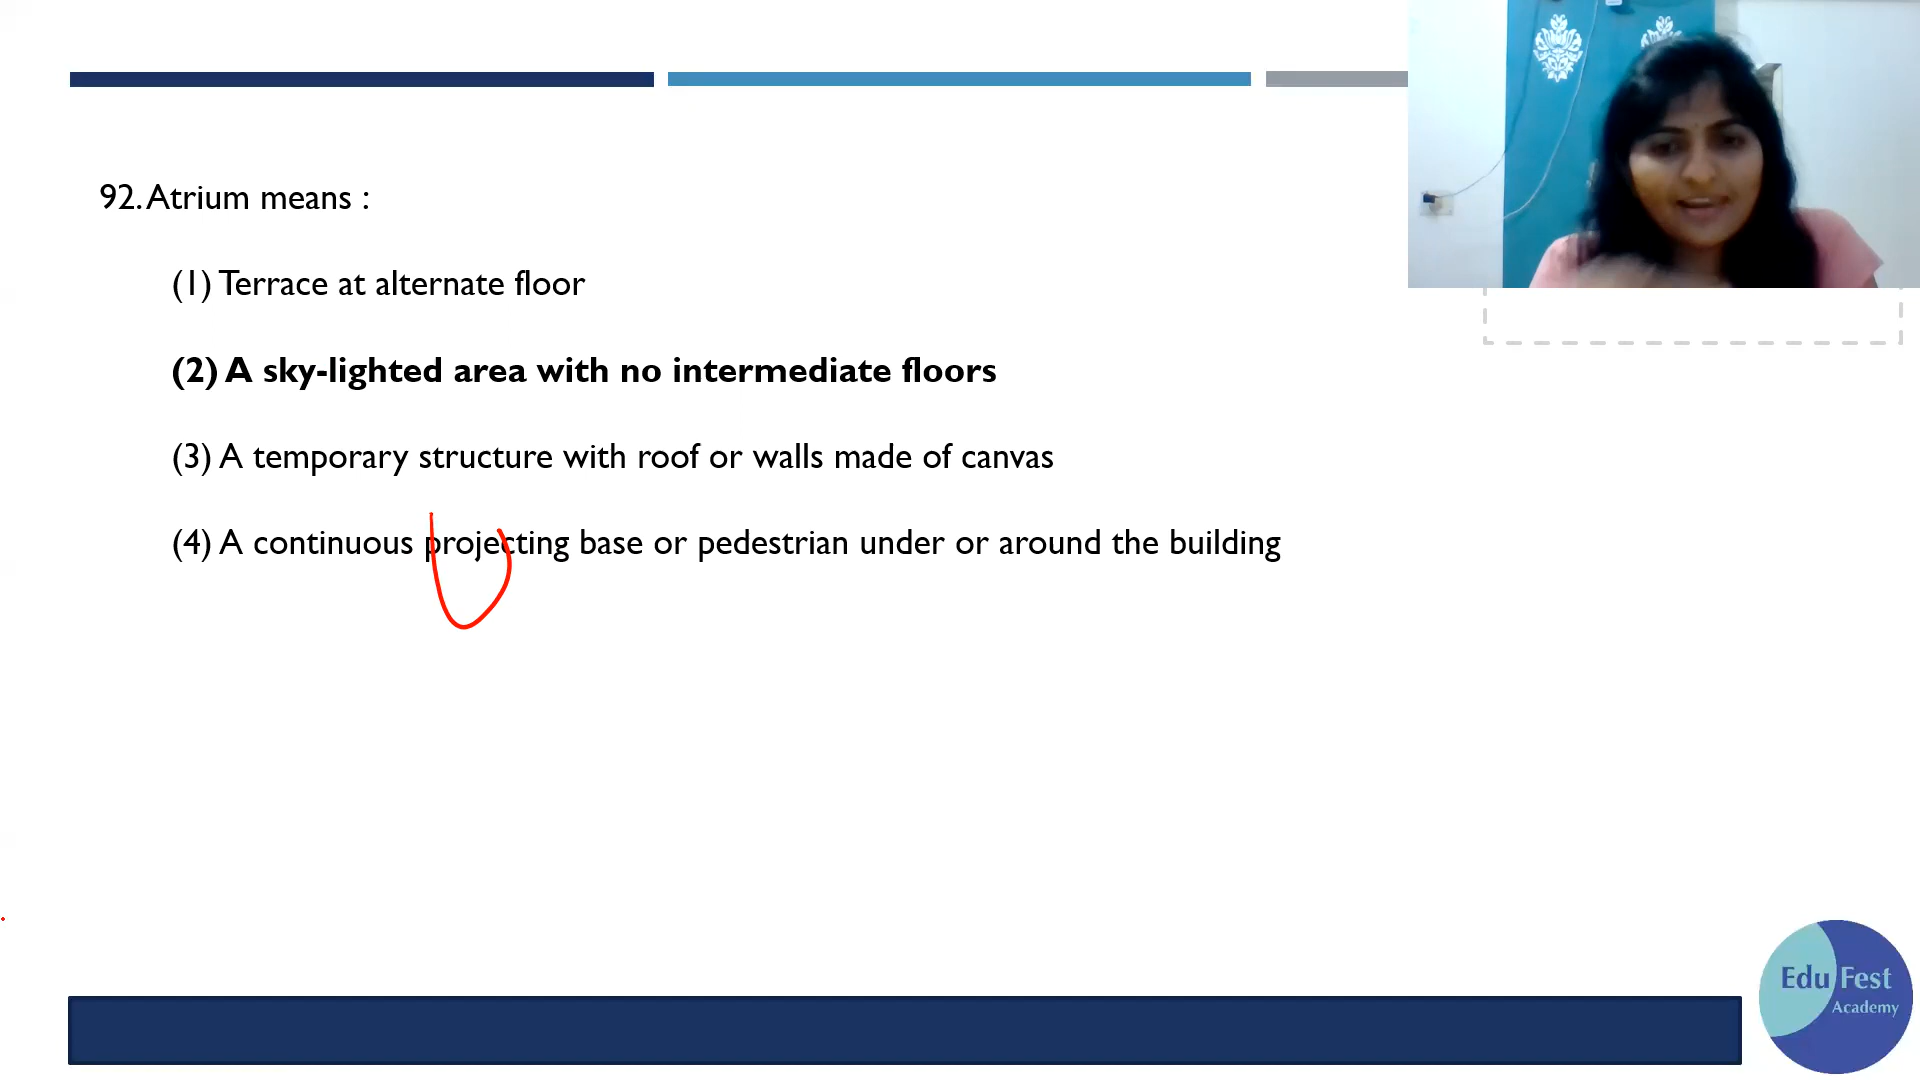 92. Atrium means :
(1) Terrace at alternate floor
(2) A sky-lighted area with no intermediate floors
(3) A temporary structure with roof or walls made of canvas
(4) A continuous projecting base or pedestrian under or around the building
Edu Fest
Academy